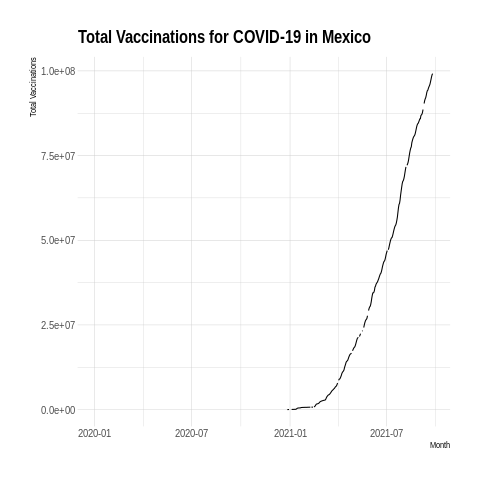 Total Vaccinations for COVID-19 in Mexico
Total Vaccinations
1.0e+08
7.5e+07
5.0e+07
2.5e+07
0.0e+00
2020-01
2020-07
2021-01
2021-07
Month